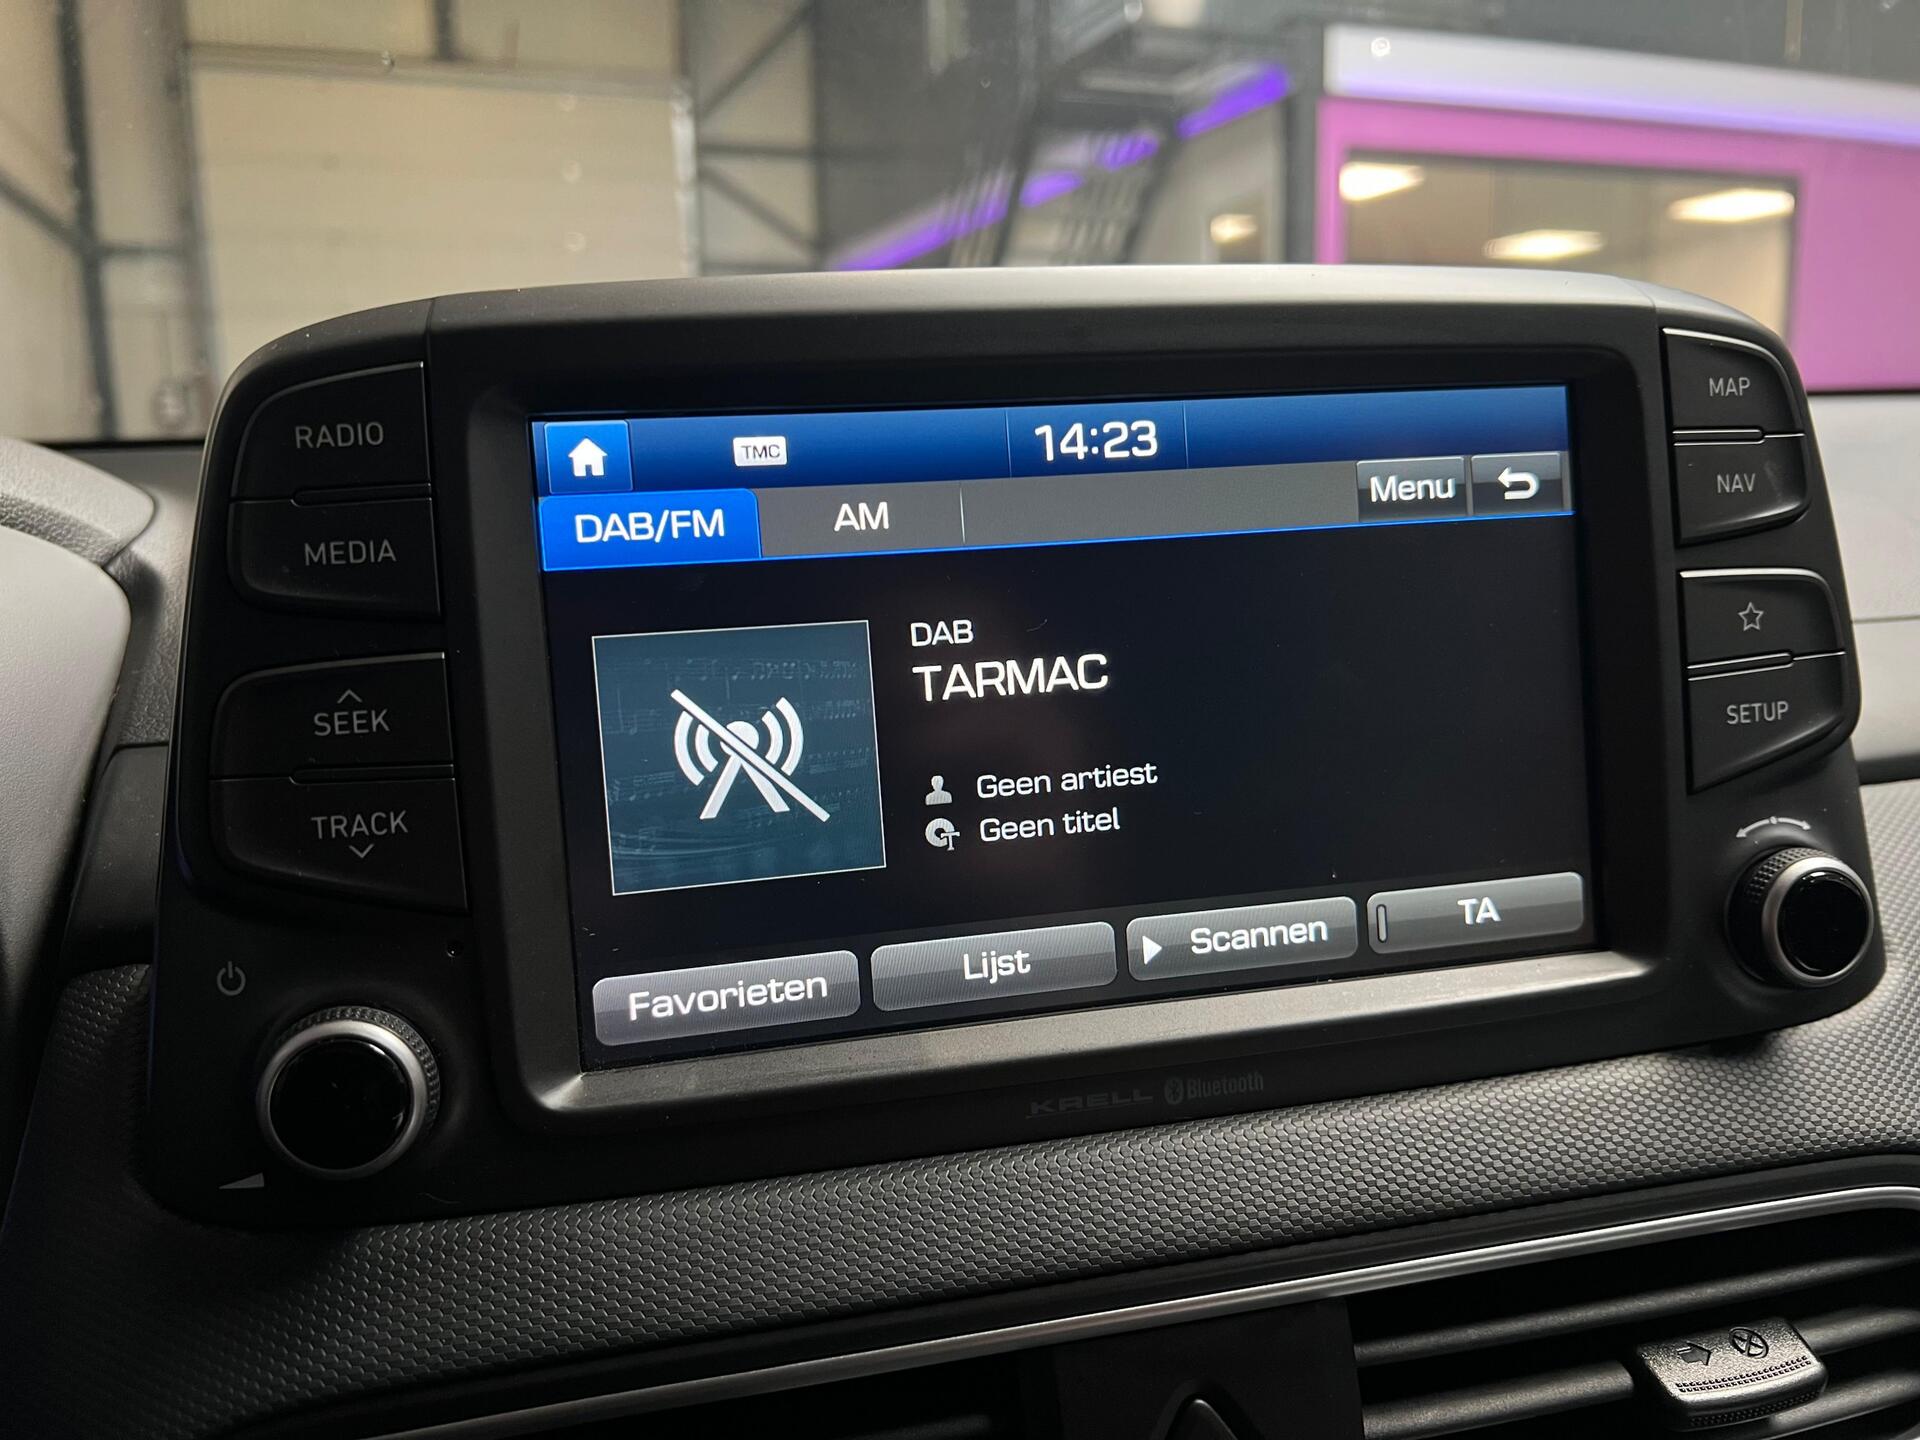 RADIO
MEDIA
SEEK
TRACK
TMC
14:23
DAB/FM
AM
Menu
DAB
TARMAC
Geen artiest
Geen titel
Favorieten
Lijst
Scannen
TA
MAP
NAV
SETUP
KRELL Bluetooth